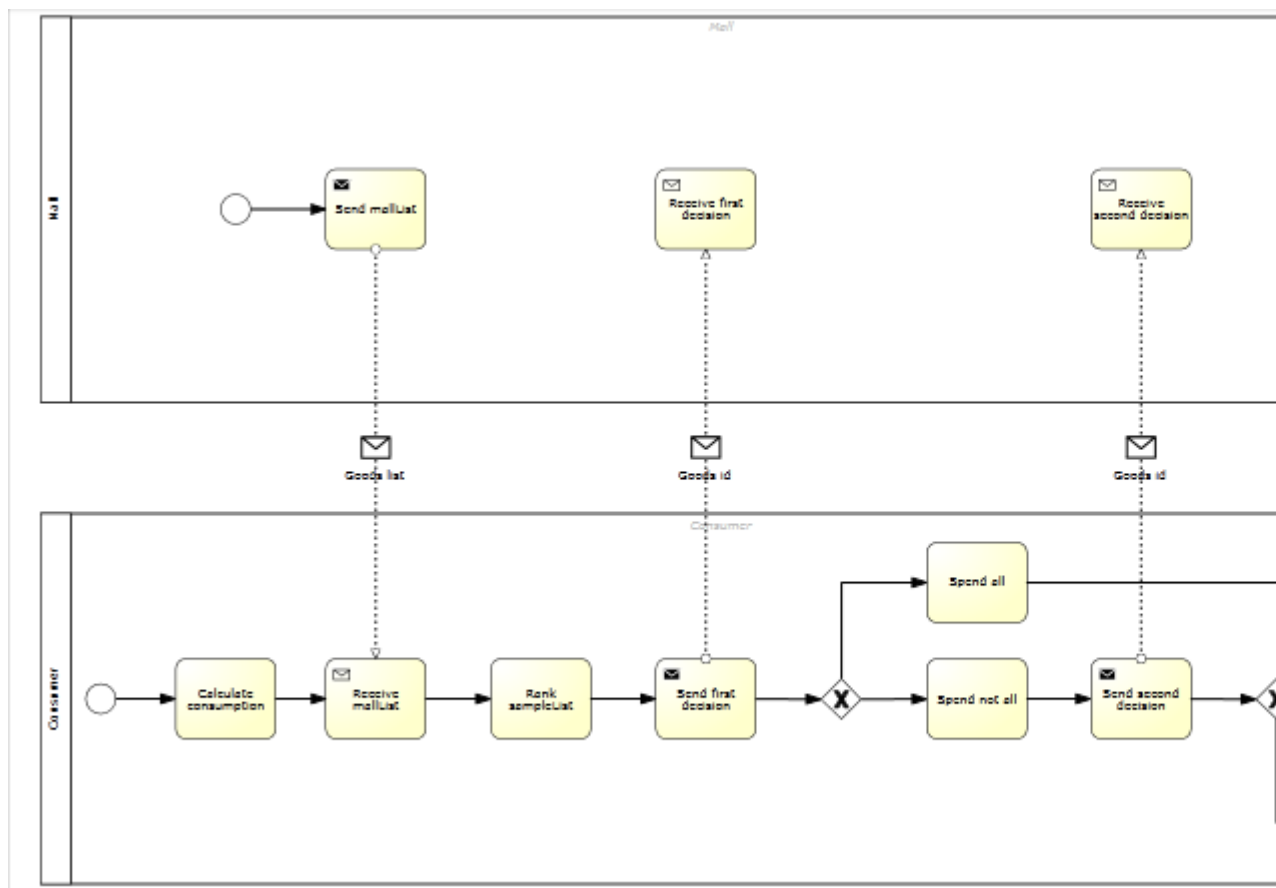 Mall
Mall
Send mallList
Receive first
decision
Receive
second decision
Goods list
Goods id
Goods id
Consumer
Consumer
Spend all
Calculate
consumption
Receive
mallList
Rank
sampleList
Send first
decision
Spend not all
Send second
decision